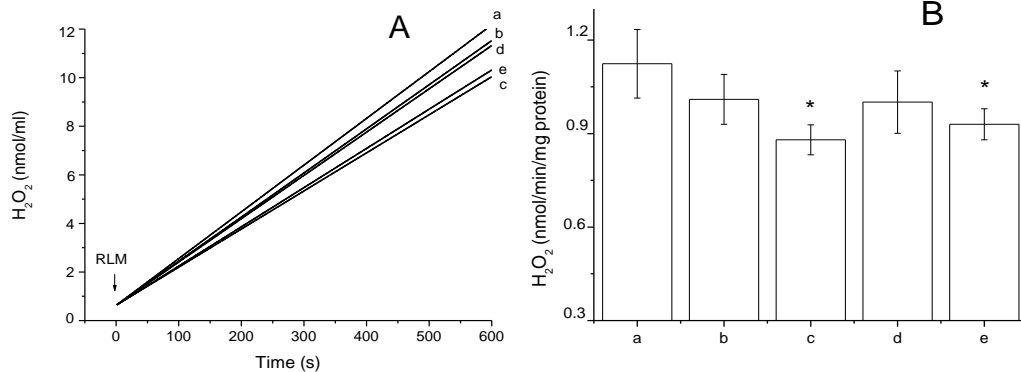 A
H₂O₂ (nmol/ml)
12
10
8
6
4
2
0
RLM
a
b
d
e
c
0 100 200 300 400 500 600
Time (s)
B
H₂O₂ (nmol/min/mg protein)
1.2
0.9
0.6
0.3
*
*
a b c d e